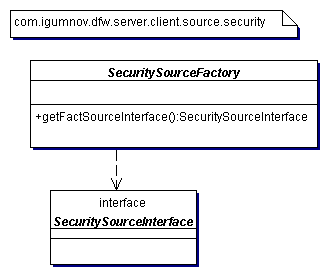 com.igumnov.dfw.server.client.source.security
SecuritySourceFactory
+getFactSourceInterface():SecuritySourceInterface
interface
SecuritySourceInterface